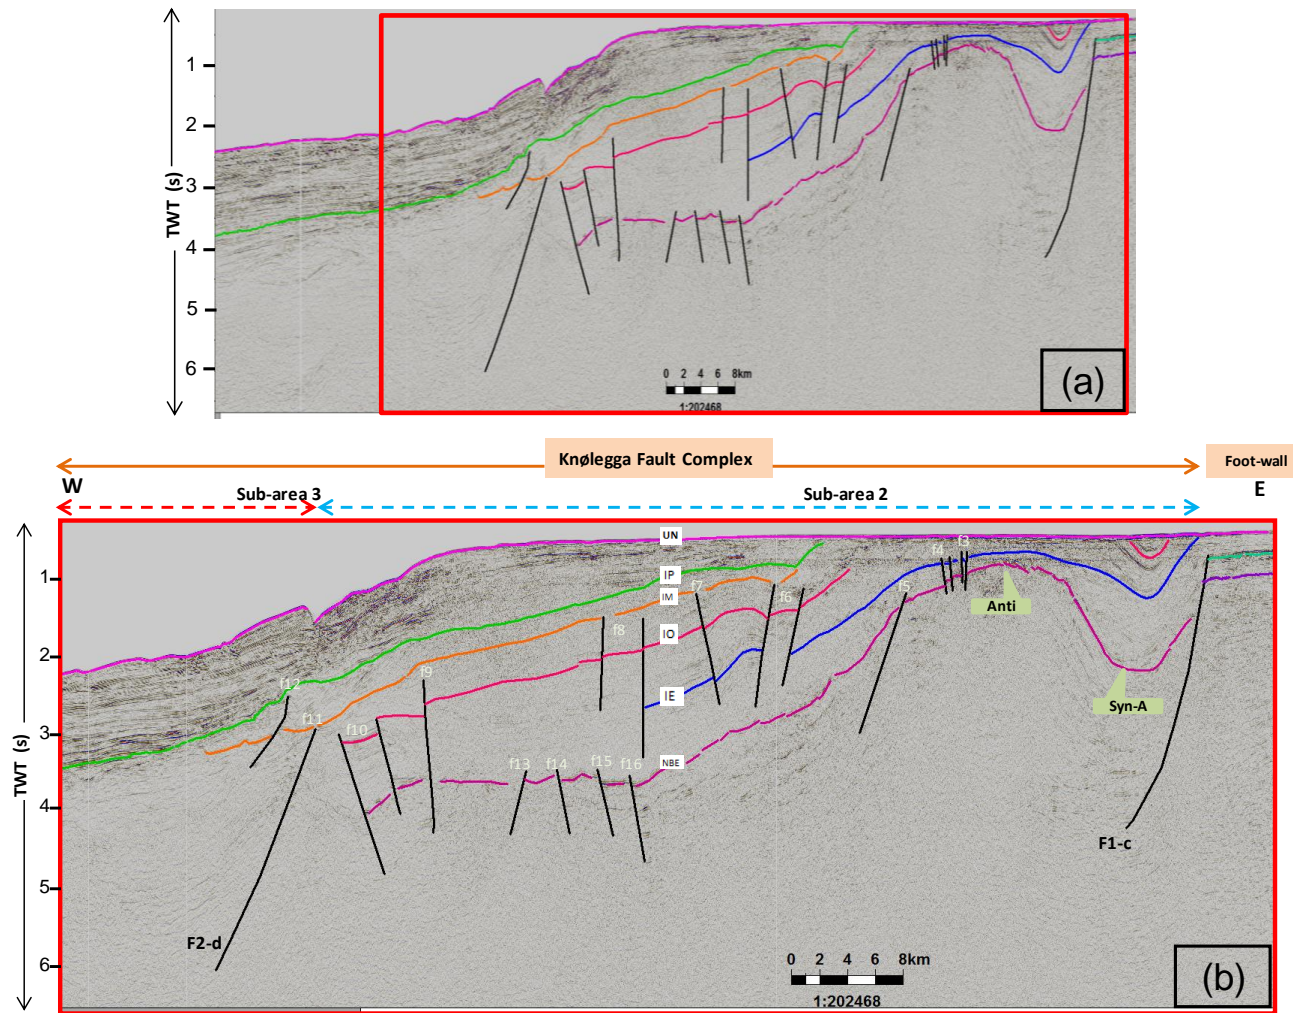 TWT (s)
1
2
3
4
5
6
0 2 4 6 8km
1:202468
(a)
Knølegga Fault Complex
Foot-wall
W
E
Sub-area 3
Sub-area 2
TWT (s)
1
2
3
4
5
6
UN
IP
IM
IO
IE
NBE
f3
f4
f5
f6
f7
f8
f9
f10
f11
f12
f13
f14
f15
f16
Anti
Syn-A
F1-c
F2-d
0 2 4 6 8km
1:202468
(b)